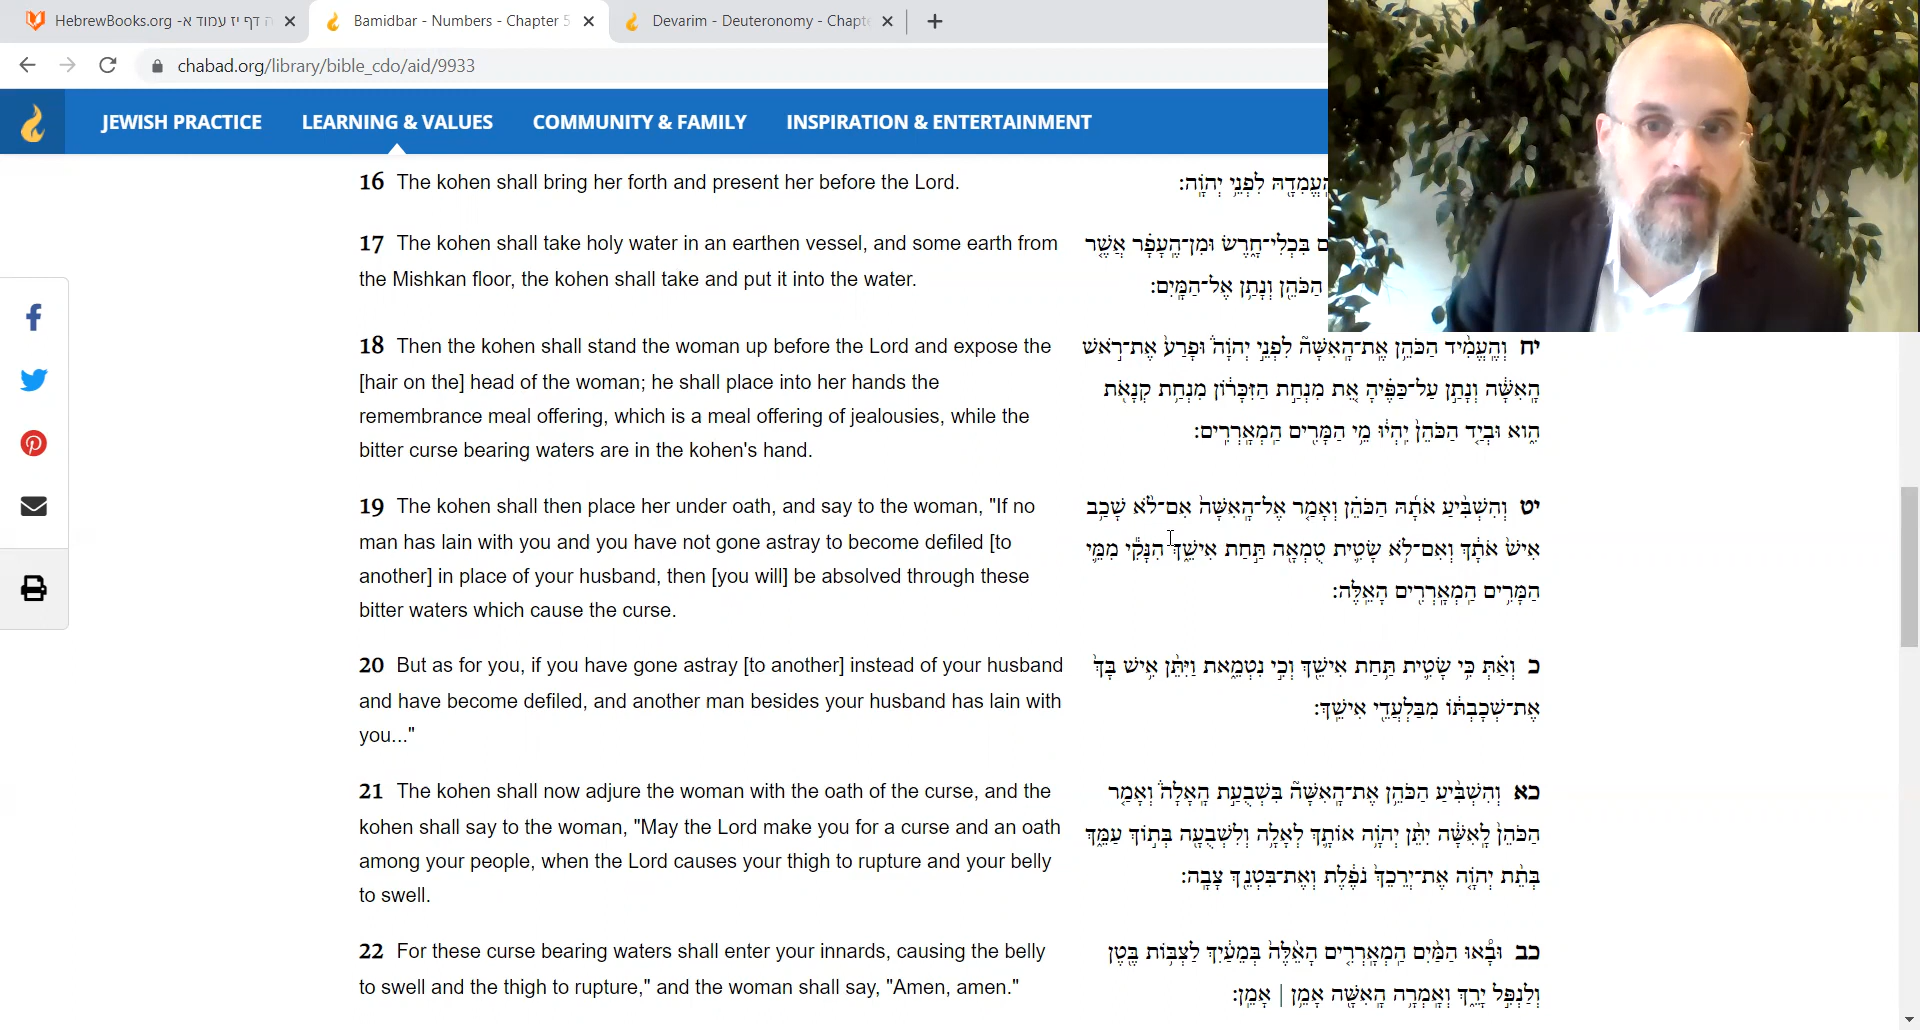 HebrewBooks.org - דף יז עמוד א
Bamidbar - Numbers - Chapter 5
Devarim - Deuteronomy - Chapte
chabad.org/library/bible_cdo/aid/9933
JEWISH PRACTICE LEARNING & VALUES COMMUNITY & FAMILY INSPIRATION & ENTERTAINMENT
16 The kohen shall bring her forth and present her before the Lord.
לִפְנֵ֥י יְהֹוָֽה׃
17 The kohen shall take holy water in an earthen vessel, and some earth from
the Mishkan floor, the kohen shall take and put it into the water.
בִּכְלִי־חָ֑רֶשׂ וּמִן־הֶֽעָפָ֗ר אֲשֶׁ֤ר
הַכֹּהֵ֖ן וְנָתַ֥ן אֶל־הַמָּֽיִם׃
18 Then the kohen shall stand the woman up before the Lord and expose the
[hair on the] head of the woman; he shall place into her hands the
remembrance meal offering, which is a meal offering of jealousies, while the
bitter curse bearing waters are in the kohen's hand.
יח וְהֶֽעֱמִ֨יד הַכֹּהֵ֥ן אֶֽת־הָֽאִשָּׁה֘ לִפְנֵ֣י יְהֹוָה֒ וּפָרַע֙ אֶת־רֹ֣אשׁ
הָֽאִשָּׁ֔ה וְנָתַ֣ן עַל־כַּפֶּ֗יהָ אֵ֚ת מִנְחַ֣ת הַזִּכָּר֔וֹן מִנְחַ֥ת קְנָאֹ֖ת
הִ֑וא וּבְיַ֤ד הַכֹּהֵן֙ יִֽהְי֔וּ מֵ֥י הַמָּרִ֖ים הַמְאָֽרְרִֽים׃
19 The kohen shall then place her under oath, and say to the woman, "If no
man has lain with you and you have not gone astray to become defiled [to
another] in place of your husband, then [you will] be absolved through these
bitter waters which cause the curse.
יט וְהִשְׁבִּ֨יעַ אֹתָ֜הּ הַכֹּהֵ֗ן וְאָמַ֤ר אֶל־הָֽאִשָּׁה֙ אִם־לֹ֨א שָׁכַ֥ב
אִישׁ֙ אֹתָ֔ךְ וְאִם־לֹ֥א שָׂטִ֛ית טֻמְאָ֖ה תַּ֣חַת אִישֵׁ֑ךְ הִנָּקִ֕י מִמֵּ֛י
הַמָּרִ֥ים הַמְאָֽרְרִ֖ים הָאֵֽלֶּה׃
20 But as for you, if you have gone astray [to another] instead of your husband
and have become defiled, and another man besides your husband has lain with
you..."
כ וְאַ֗תְּ כִּ֥י שָׂטִ֛ית תַּ֥חַת אִישֵׁ֖ךְ וְכִ֣י נִטְמֵ֑את וַיִּתֵּ֨ן אִ֥ישׁ בָּךְ֙
אֶת־שְׁכָבְתּ֔וֹ מִבַּלְעֲדֵ֖י אִישֵֽׁךְ׃
21 The kohen shall now adjure the woman with the oath of the curse, and the
kohen shall say to the woman, "May the Lord make you for a curse and an oath
among your people, when the Lord causes your thigh to rupture and your belly
to swell.
כא וְהִשְׁבִּ֨יעַ הַכֹּהֵ֥ן אֶת־הָֽאִשָּׁה֘ בִּשְׁבֻעַ֣ת הָֽאָלָה֒ וְאָמַ֤ר
הַכֹּהֵן֙ לָֽאִשָּׁ֔ה יִתֵּ֨ן יְהֹוָ֥ה אוֹתָ֛ךְ לְאָלָ֥ה וְלִשְׁבֻעָ֖ה בְּת֣וֹךְ עַמֵּ֑ךְ
בְּתֵ֨ת יְהֹוָ֤ה אֶת־יְרֵכֵךְ֙ נֹפֶ֔לֶת וְאֶת־בִּטְנֵ֖ךְ צָבָֽה׃
22 For these curse bearing waters shall enter your innards, causing the belly
to swell and the thigh to rupture," and the woman shall say, "Amen, amen."
כב וּ֠בָ֠אוּ הַמַּ֨יִם הַמְאָֽרְרִ֤ים הָאֵ֨לֶּה֙ בְּֽמֵעַ֔יִךְ לַצְבּ֥וֹת בֶּ֖טֶן
וְלַנְפִּ֣ל יָרֵ֑ךְ וְאָֽמְרָ֥ה הָֽאִשָּׁ֖ה אָמֵ֥ן | אָמֵֽן׃